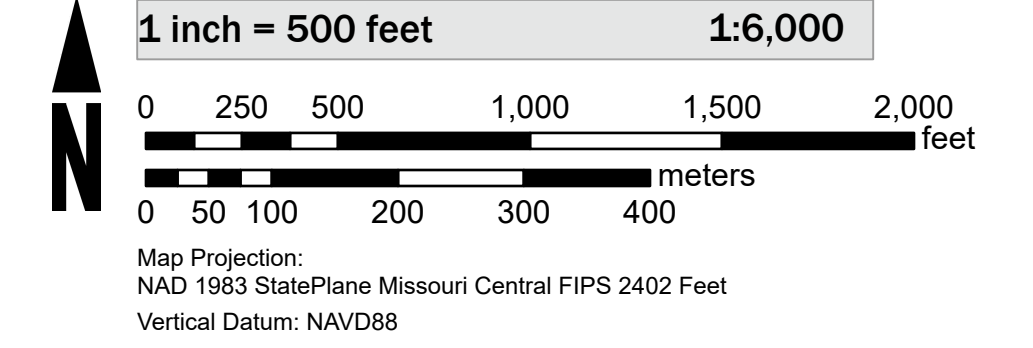 1 inch = 500 feet 1:6,000
0 250 500 1,000 1,500 2,000
feet
N
meters
0 50 100 200 300 400
Map Projection:
NAD 1983 StatePlane Missouri Central FIPS 2402 Feet
Vertical Datum: NAVD88